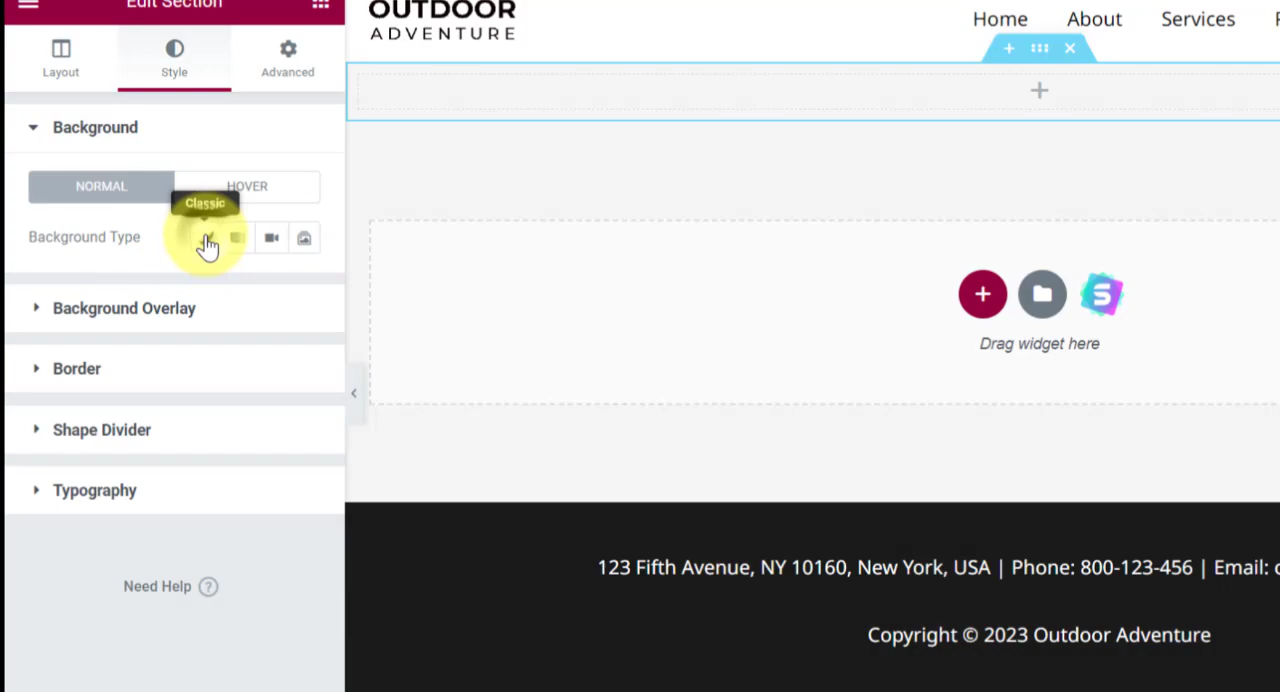 Edit Section
Layout
Style
Advanced
Background
NORMAL
HOVER
Classic
Background Type
Background Overlay
Border
Shape Divider
Typography
Need Help ?
OUTDOOR
ADVENTURE
Home About Services
Drag widget here
123 Fifth Avenue, NY 10160, New York, USA | Phone: 800-123-456 | Email:
Copyright © 2023 Outdoor Adventure